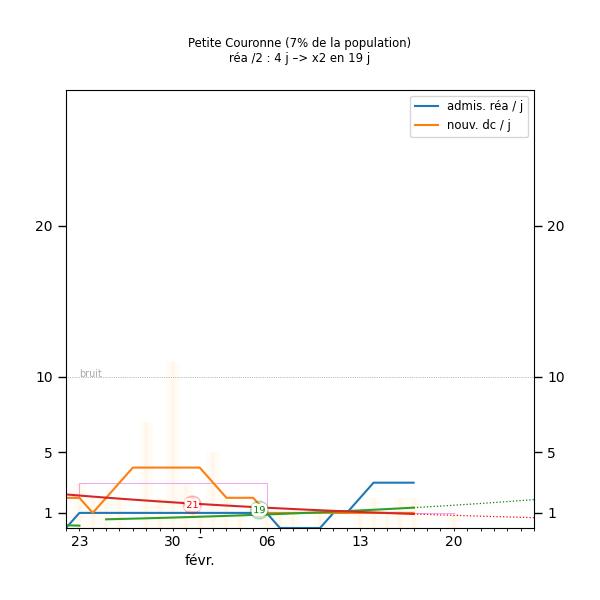 Petite Couronne (7% de la population)
réa /2 : 4 j –> x2 en 19 j
admis. réa / j
nouv. dc / j
20
20
bruit
10
10
5
5
21
19
1
1
23
30
-
06
13
20
févr.